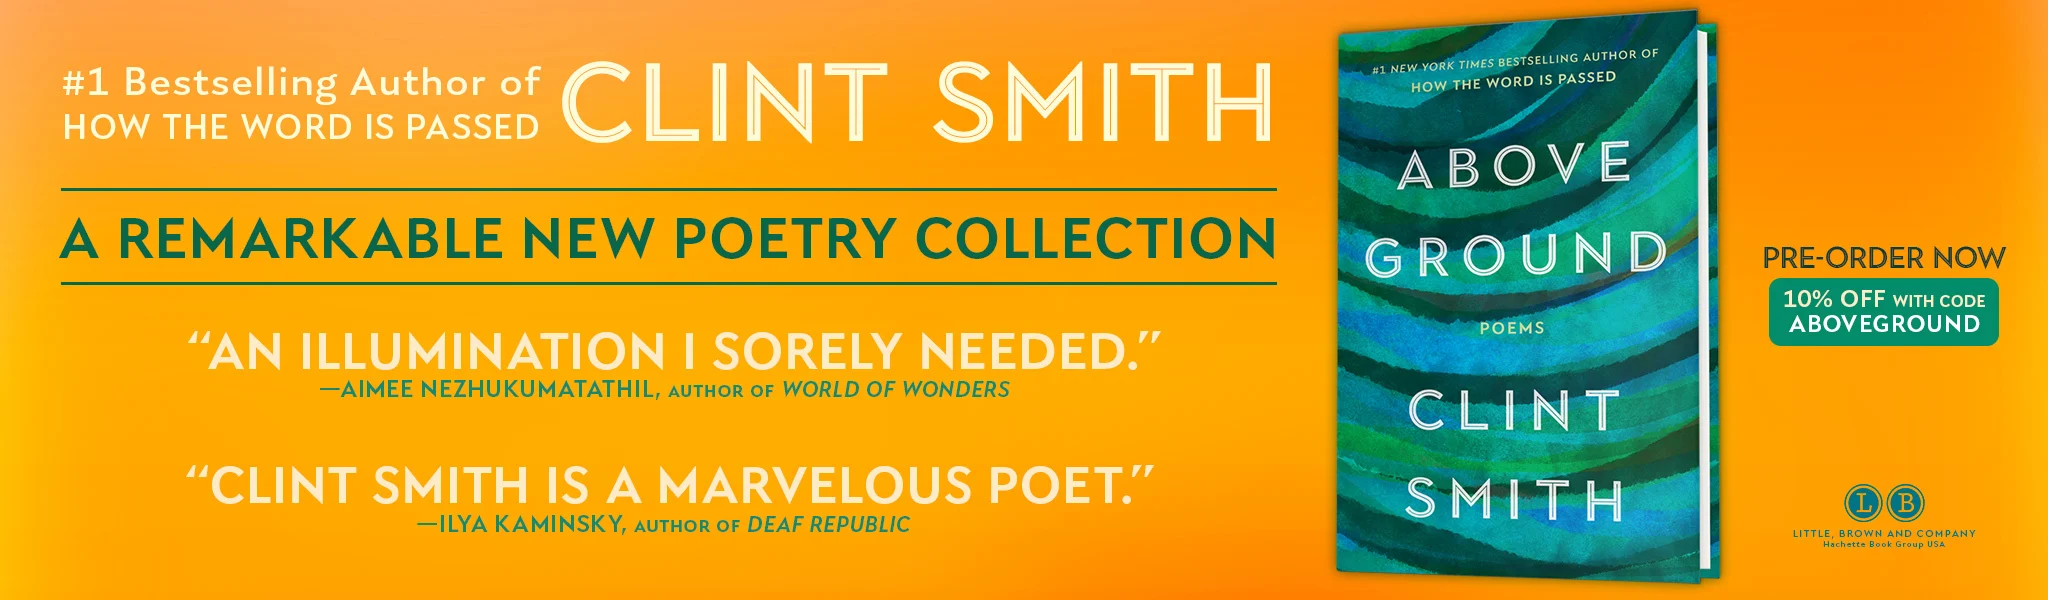 #1 Bestselling Author of
HOW THE WORD IS PASSED
CLINT SMITH
A REMARKABLE NEW POETRY COLLECTION
“AN ILLUMINATION I SORELY NEEDED.”
—AIMEE NEZHUKUMATATHIL, AUTHOR OF WORLD OF WONDERS
“CLINT SMITH IS A MARVELOUS POET.”
—ILYA KAMINSKY, AUTHOR OF DEAF REPUBLIC
#1 NEW YORK TIMES BESTSELLING AUTHOR OF
HOW THE WORD IS PASSED
ABOVE
GROUND
POEMS
CLINT
SMITH
PRE-ORDER NOW
10% OFF WITH CODE
ABOVEGROUND
L B
LITTLE, BROWN AND COMPANY
Hachette Book Group USA